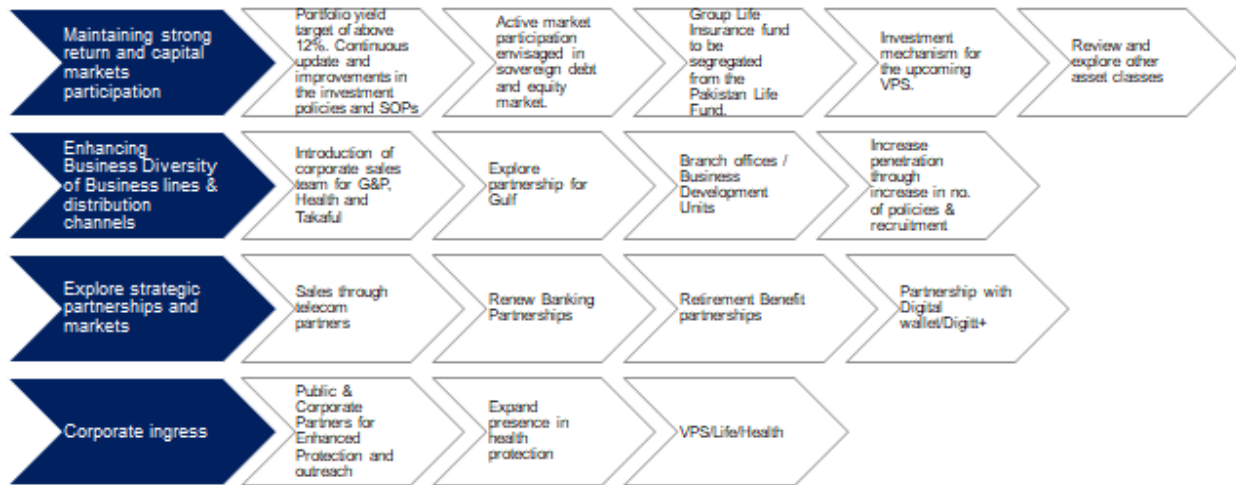 Maintaining strong
return and capital
markets
participation
Portfolio yield
target of above
12%. Continuous
update and
improvements in
the investment
policies and SOPs
Active market
participation
envisaged in
sovereign debt
and equity
market.
Group Life
Insurance fund to
be segregated
from the
Pakistan Life
Fund.
Investment
mechanism for
the upcoming
VPS.
Review and
explore other
asset classes
Enhancing
Business Diversity
of Business lines &
distribution
channels
Introduction of
corporate sales
team for G&P,
Health and
Takaful
Explore
partnership for
Gulf
Branch offices /
Business
Development
Units
Increase
penetration
through
increase in no.
of policies &
recruitment
Explore strategic
partnerships and
markets
Sales through
telecom
partners
Renew Banking
Partnerships
Retirement Benefit
partnerships
Partnership with
Digital
wallet/Digitt+
Corporate ingress
Public &
Corporate
Partners for
Enhanced
Protection and
outreach
Expand
presence in
health
protection
VPS/Life/Health